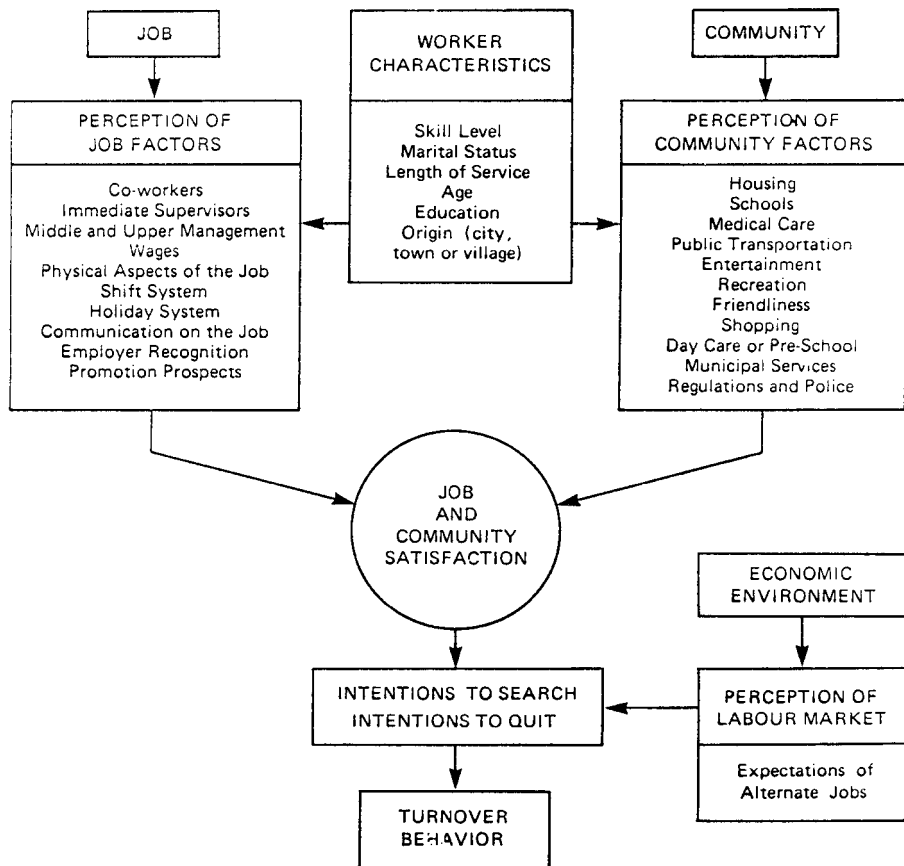 JOB
PERCEPTION OF
JOB FACTORS
Co-workers
Immediate Supervisors
Middle and Upper Management
Wages
Physical Aspects of the Job
Shift System
Holiday System
Communication on the Job
Employer Recognition
Promotion Prospects
WORKER
CHARACTERISTICS
Skill Level
Marital Status
Length of Service
Age
Education
Origin (city,
town or village)
COMMUNITY
PERCEPTION OF
COMMUNITY FACTORS
Housing
Schools
Medical Care
Public Transportation
Entertainment
Recreation
Friendliness
Shopping
Day Care or Pre-School
Municipal Services
Regulations and Police
JOB
AND
COMMUNITY
SATISFACTION
ECONOMIC
ENVIRONMENT
PERCEPTION OF
LABOUR MARKET
Expectations of
Alternate Jobs
INTENTIONS TO SEARCH
INTENTIONS TO QUIT
TURNOVER
BEHAVIOR